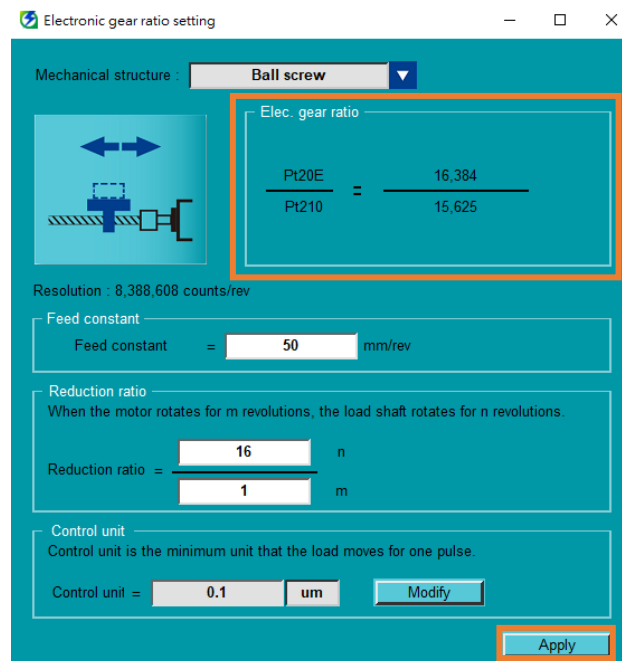 Electronic gear ratio setting
Mechanical structure : Ball screw
Elec. gear ratio
Pt20E = 16,384
Pt210 15,625
Resolution : 8,388,608 counts/rev
Feed constant
Feed constant = 50 mm/rev
Reduction ratio
When the motor rotates for m revolutions, the load shaft rotates for n revolutions.
16 n
Reduction ratio =
1 m
Control unit
Control unit is the minimum unit that the load moves for one pulse.
Control unit = 0.1 um Modify
Apply